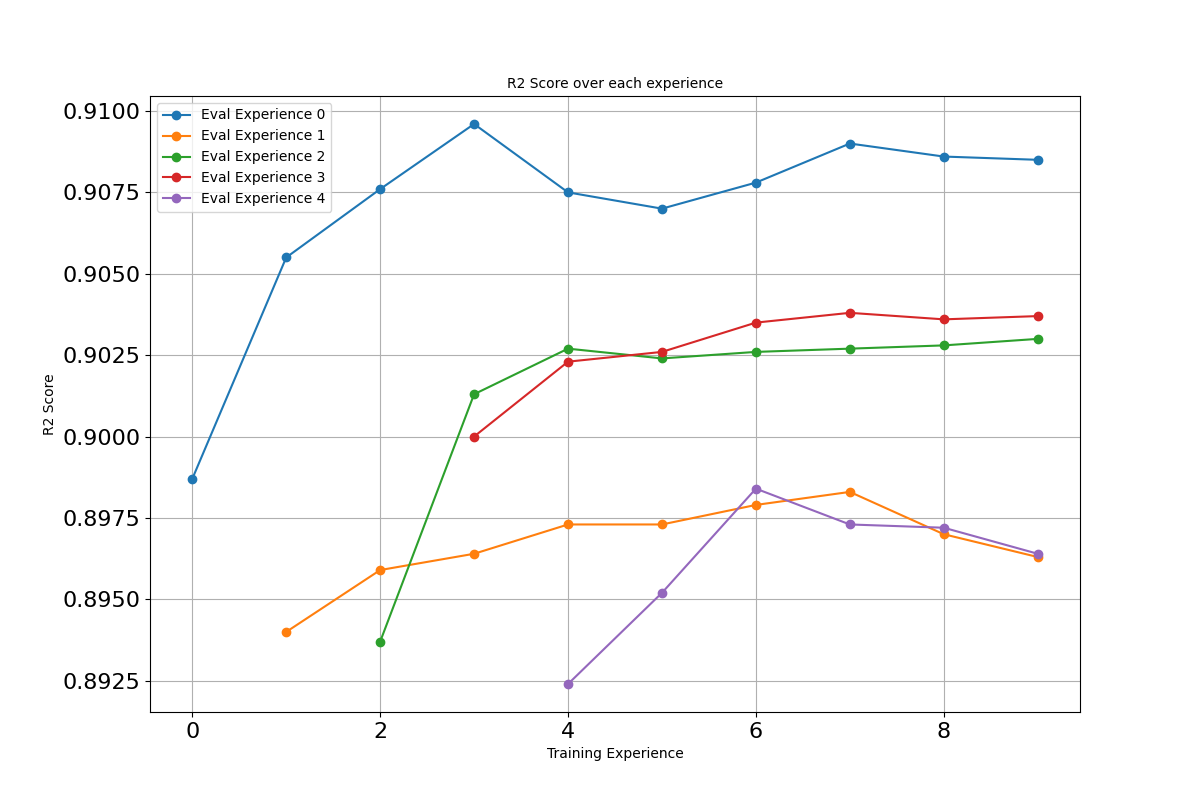 R2 Score over each experience
Eval Experience 0
Eval Experience 1
Eval Experience 2
Eval Experience 3
Eval Experience 4
0.9100
0.9075
0.9050
0.9025
0.9000
0.8975
0.8950
0.8925
R2 Score
0 2 4 6 8
Training Experience